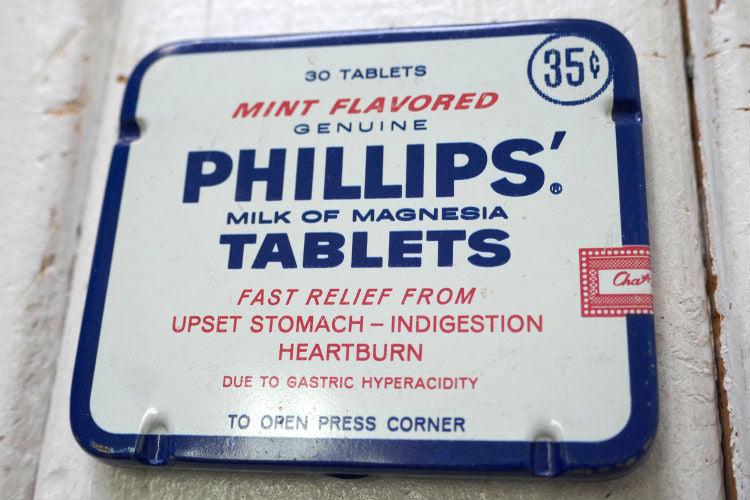 35¢
30 TABLETS
MINT FLAVORED
GENUINE
PHILLIPS'®
MILK OF MAGNESIA
TABLETS
FAST RELIEF FROM
UPSET STOMACH – INDIGESTION
HEARTBURN
DUE TO GASTRIC HYPERACIDITY
TO OPEN PRESS CORNER